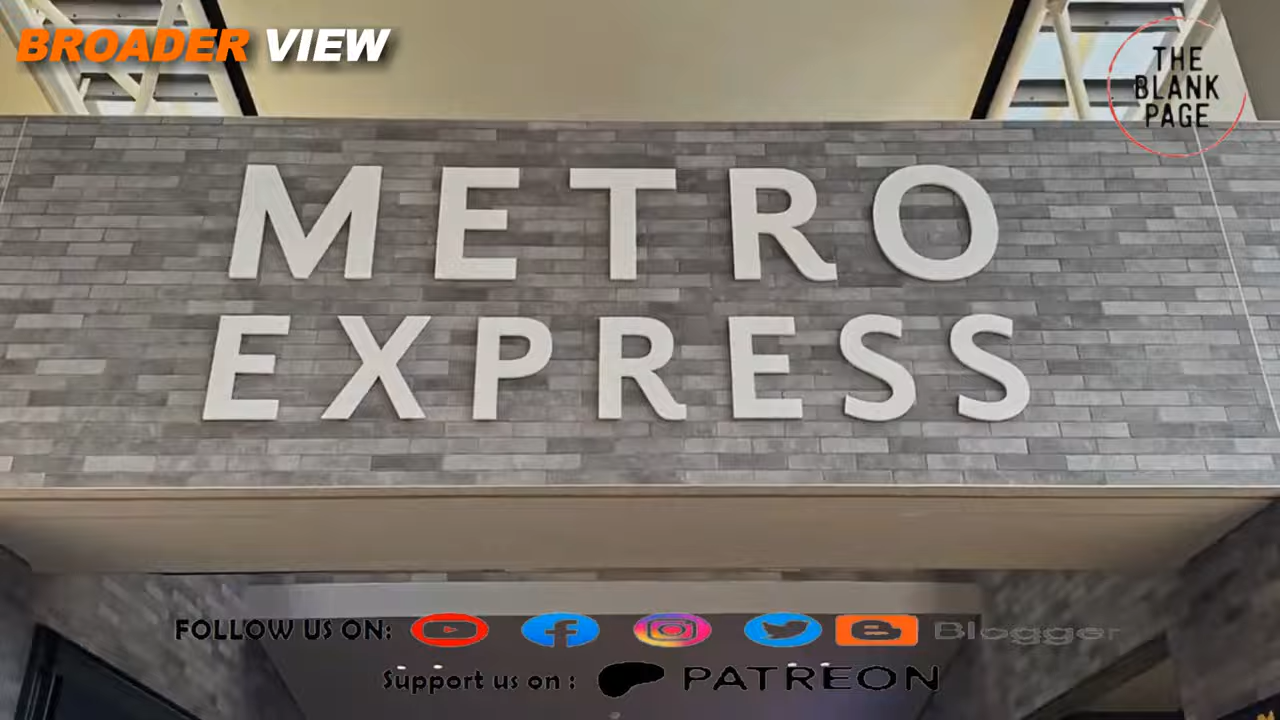 BROADER VIEW
THE
BLANK
PAGE
METRO
EXPRESS
FOLLOW US ON:
Blogger
Support us on :
PATREON